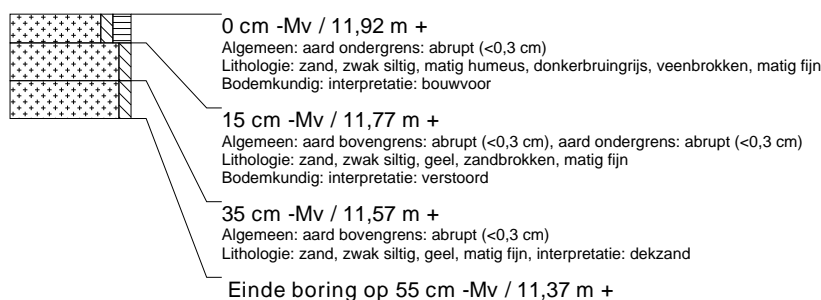 0 cm -Mv / 11,92 m +
Algemeen: aard ondergrens: abrupt (<0,3 cm)
Lithologie: zand, zwak siltig, matig humeus, donkerbruingrijs, veenbrokken, matig fijn
Bodemkundig: interpretatie: bouwvoor
15 cm -Mv / 11,77 m +
Algemeen: aard bovengrens: abrupt (<0,3 cm), aard ondergrens: abrupt (<0,3 cm)
Lithologie: zand, zwak siltig, geel, zandbrokken, matig fijn
Bodemkundig: interpretatie: verstoord
35 cm -Mv / 11,57 m +
Algemeen: aard bovengrens: abrupt (<0,3 cm)
Lithologie: zand, zwak siltig, geel, matig fijn, interpretatie: dekzand
Einde boring op 55 cm -Mv / 11,37 m +